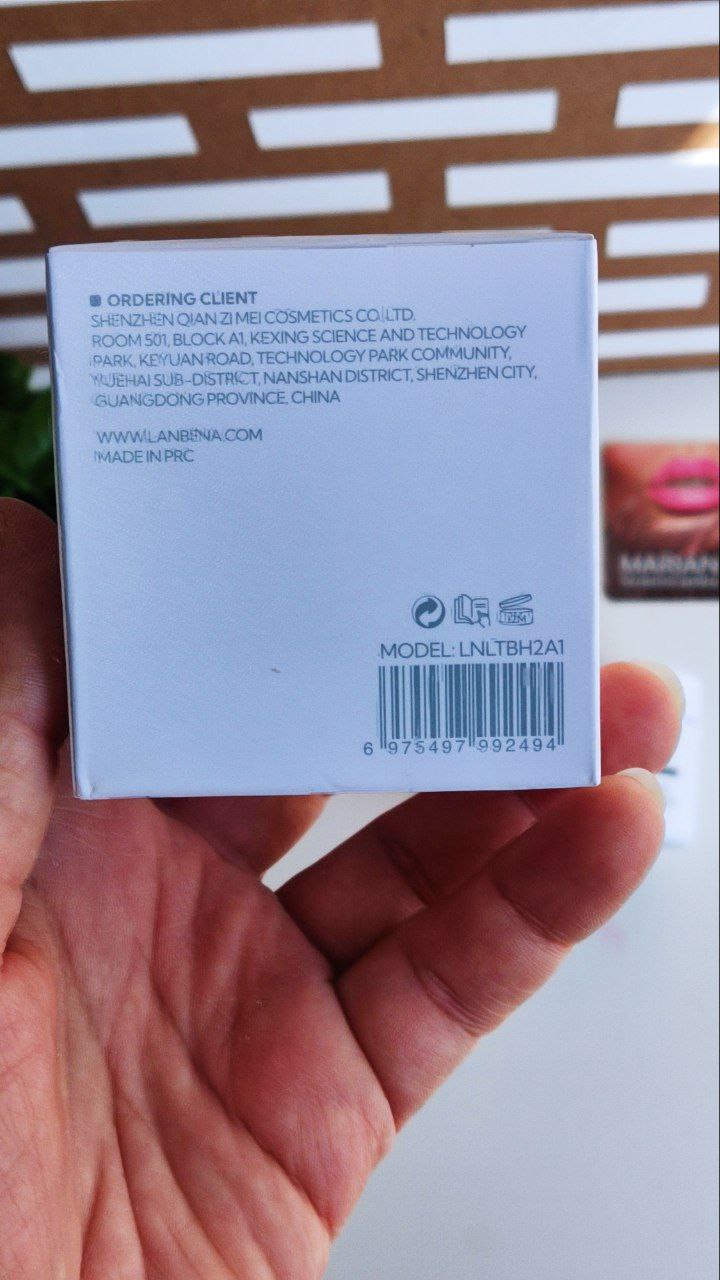 ORDERING CLIENT
SHENZHEN QIAN ZI MEI COSMETICS CO.,LTD.
ROOM 501, BLOCK A1, KEXING SCIENCE AND TECHNOLOGY
PARK, KEYUAN ROAD, TECHNOLOGY PARK COMMUNITY,
YUEHAI SUB-DISTRICT, NANSHAN DISTRICT, SHENZHEN CITY,
GUANGDONG PROVINCE, CHINA
WWW.LANBENA.COM
MADE IN PRC
12M
MODEL: LNLTBH2A1
6 975497 992494
MARIAN